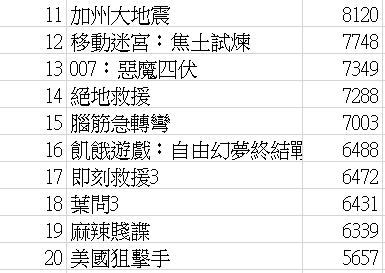 11 加州大地震 8120
12 移動迷宮：焦土試煉 7748
13 007：惡魔四伏 7349
14 絕地救援 7288
15 腦筋急轉彎 7003
16 飢餓遊戲：自由幻夢終結戰 6488
17 即刻救援3 6472
18 葉問3 6431
19 麻辣賤諜 6339
20 美國狙擊手 5657